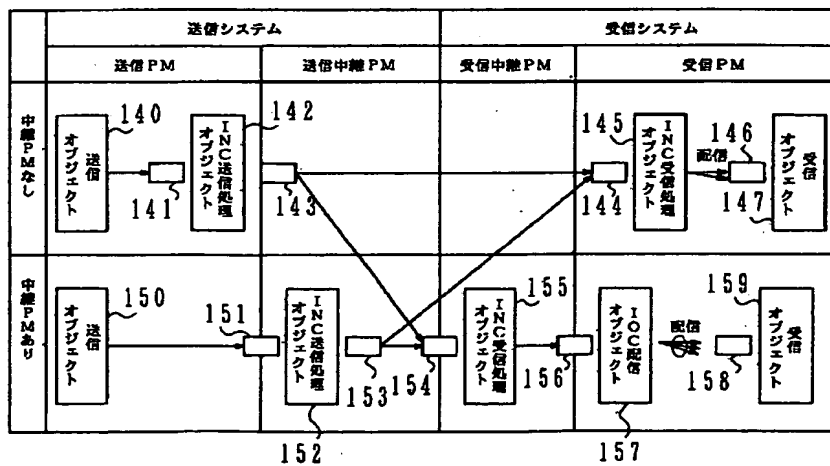 送信システム
受信システム
送信PM
送信中継PM
受信中継PM
受信PM
中継PMなし
140
送信
オブジェクト
141
142
INC送信処理
オブジェクト
143
144
145
INC受信処理
オブジェクト
配信
146
147
受信
オブジェクト
中継PMあり
150
送信
オブジェクト
151
INC送信処理
オブジェクト
152
153
154
155
INC受信処理
オブジェクト
156
IOC配信
オブジェクト
157
配信
158
159
受信
オブジェクト